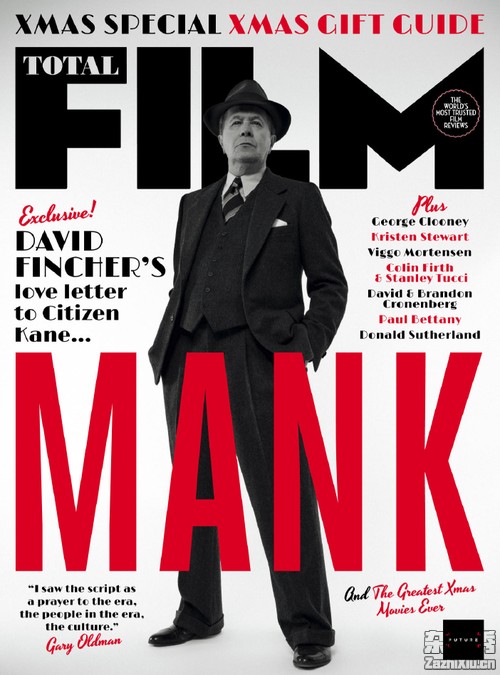 XMAS SPECIAL XMAS GIFT GUIDE
TOTAL
FILM
THE
WORLD'S
MOST TRUSTED
FILM
REVIEWS
Exclusive!
DAVID
FINCHER'S
love letter
to Citizen
Kane...
Plus
George Clooney
Kristen Stewart
Viggo Mortensen
Colin Firth
& Stanley Tucci
David & Brandon
Cronenberg
Paul Bettany
Donald Sutherland
MANK
"I saw the script as
a prayer to the era,
the people in the era,
the culture."
Gary Oldman
And The Greatest Xmas
Movies Ever
FUTURE
ZazhiXiu.cn